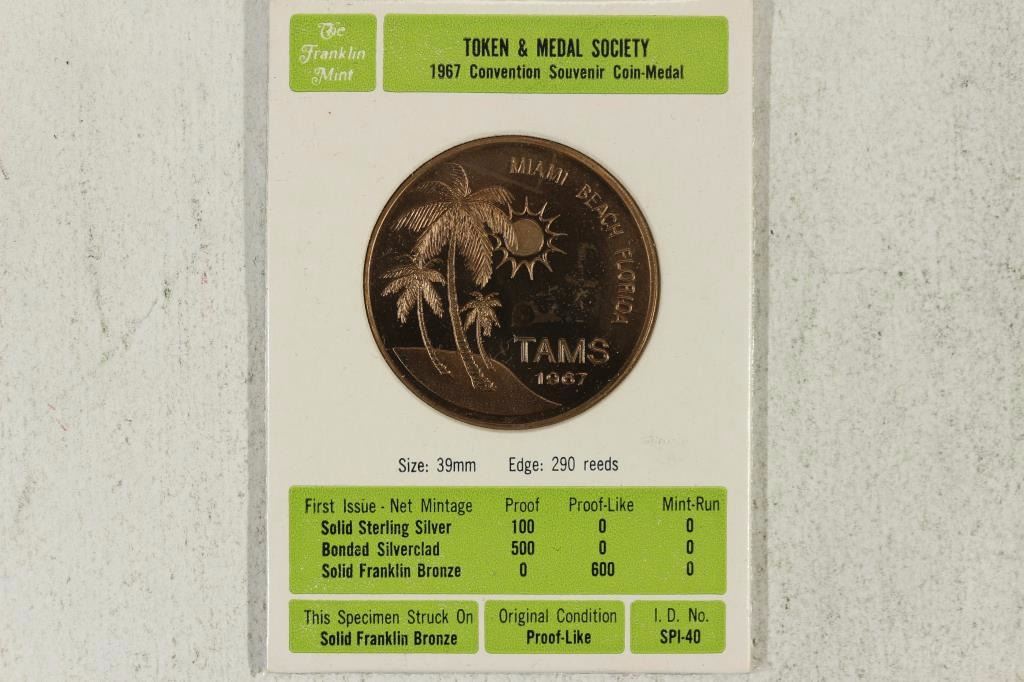 The
Franklin
Mint
TOKEN & MEDAL SOCIETY
1967 Convention Souvenir Coin-Medal
MIAMI BEACH FLORIDA
TAMS
1967
Size: 39mm Edge: 290 reeds
First Issue - Net Mintage Proof Proof-Like Mint-Run
Solid Sterling Silver 100 0 0
Bonded Silverclad 500 0 0
Solid Franklin Bronze 0 600 0
This Specimen Struck On
Solid Franklin Bronze
Original Condition
Proof-Like
I. D. No.
SPI-40